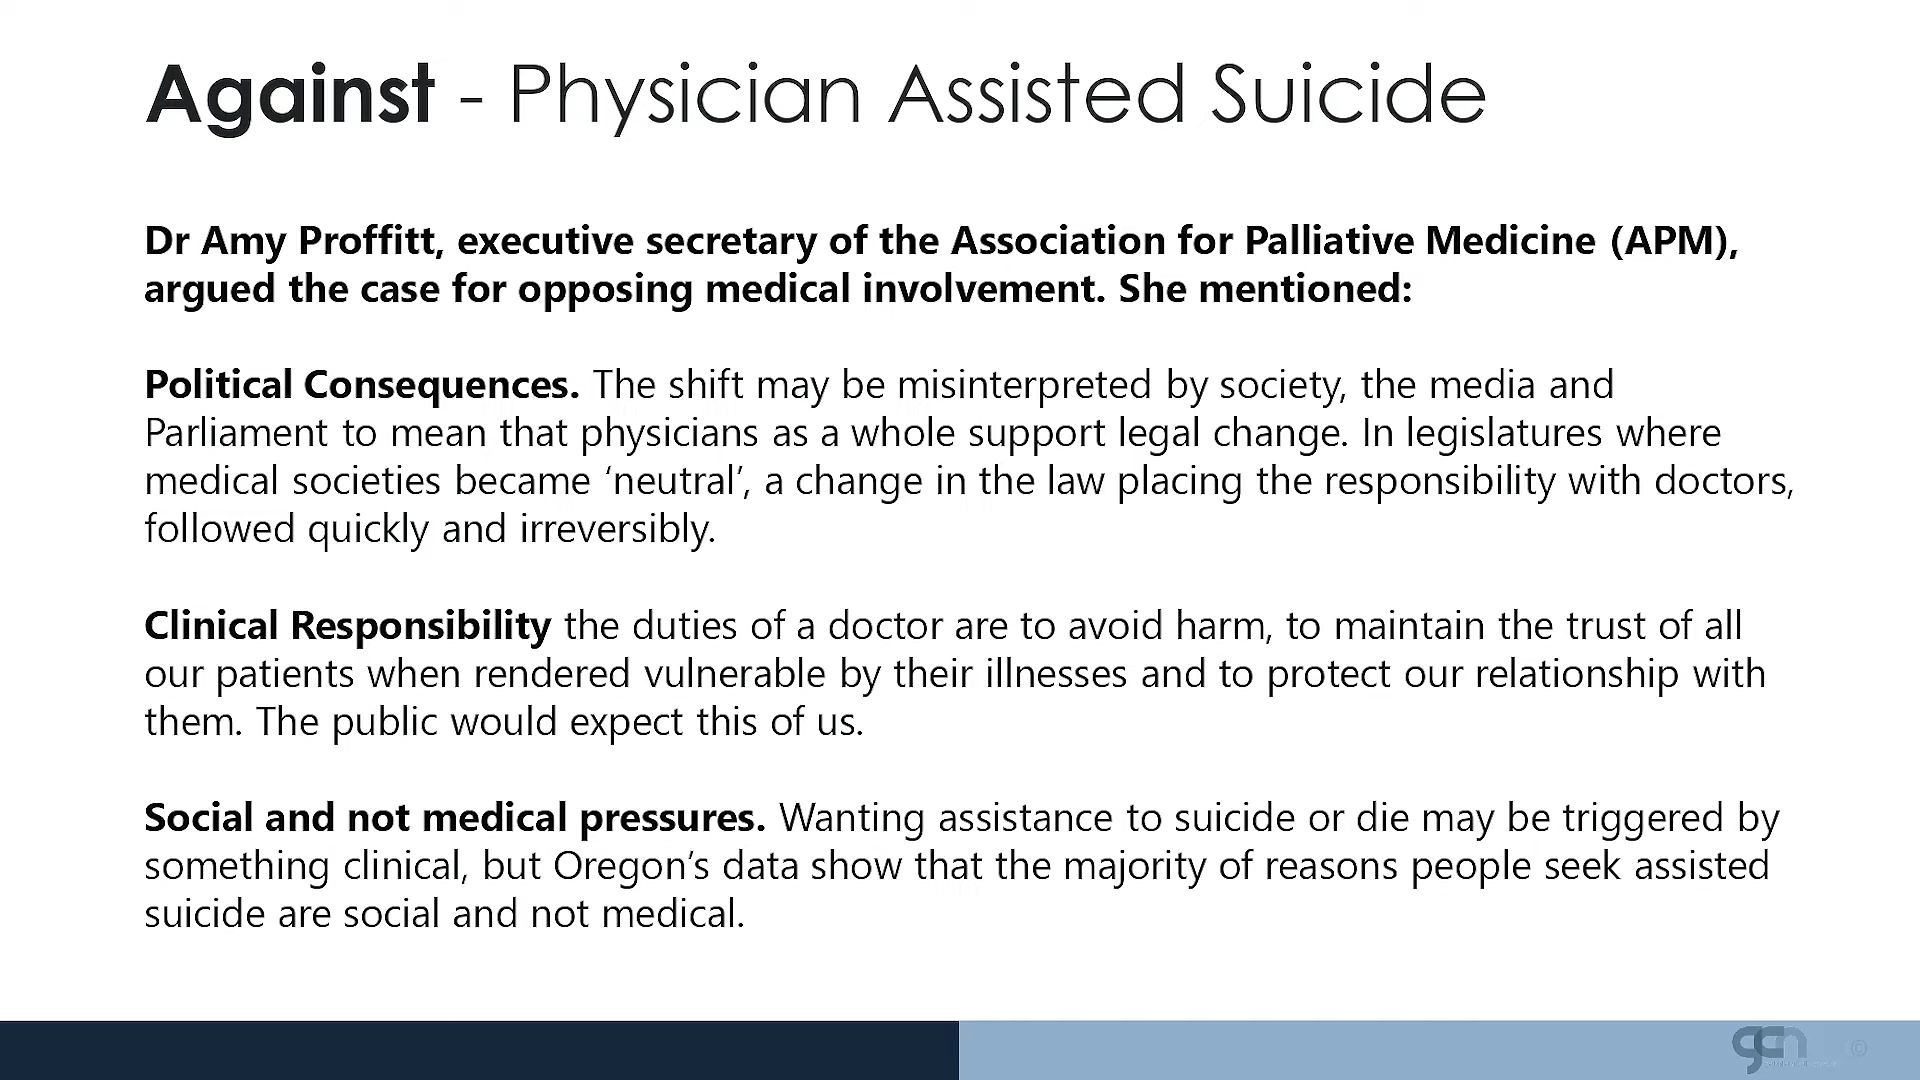 Against - Physician Assisted Suicide
Dr Amy Proffitt, executive secretary of the Association for Palliative Medicine (APM),
argued the case for opposing medical involvement. She mentioned:
Political Consequences. The shift may be misinterpreted by society, the media and
Parliament to mean that physicians as a whole support legal change. In legislatures where
medical societies became ‘neutral’, a change in the law placing the responsibility with doctors,
followed quickly and irreversibly.
Clinical Responsibility the duties of a doctor are to avoid harm, to maintain the trust of all
our patients when rendered vulnerable by their illnesses and to protect our relationship with
them. The public would expect this of us.
Social and not medical pressures. Wanting assistance to suicide or die may be triggered by
something clinical, but Oregon’s data show that the majority of reasons people seek assisted
suicide are social and not medical.
gcn ©